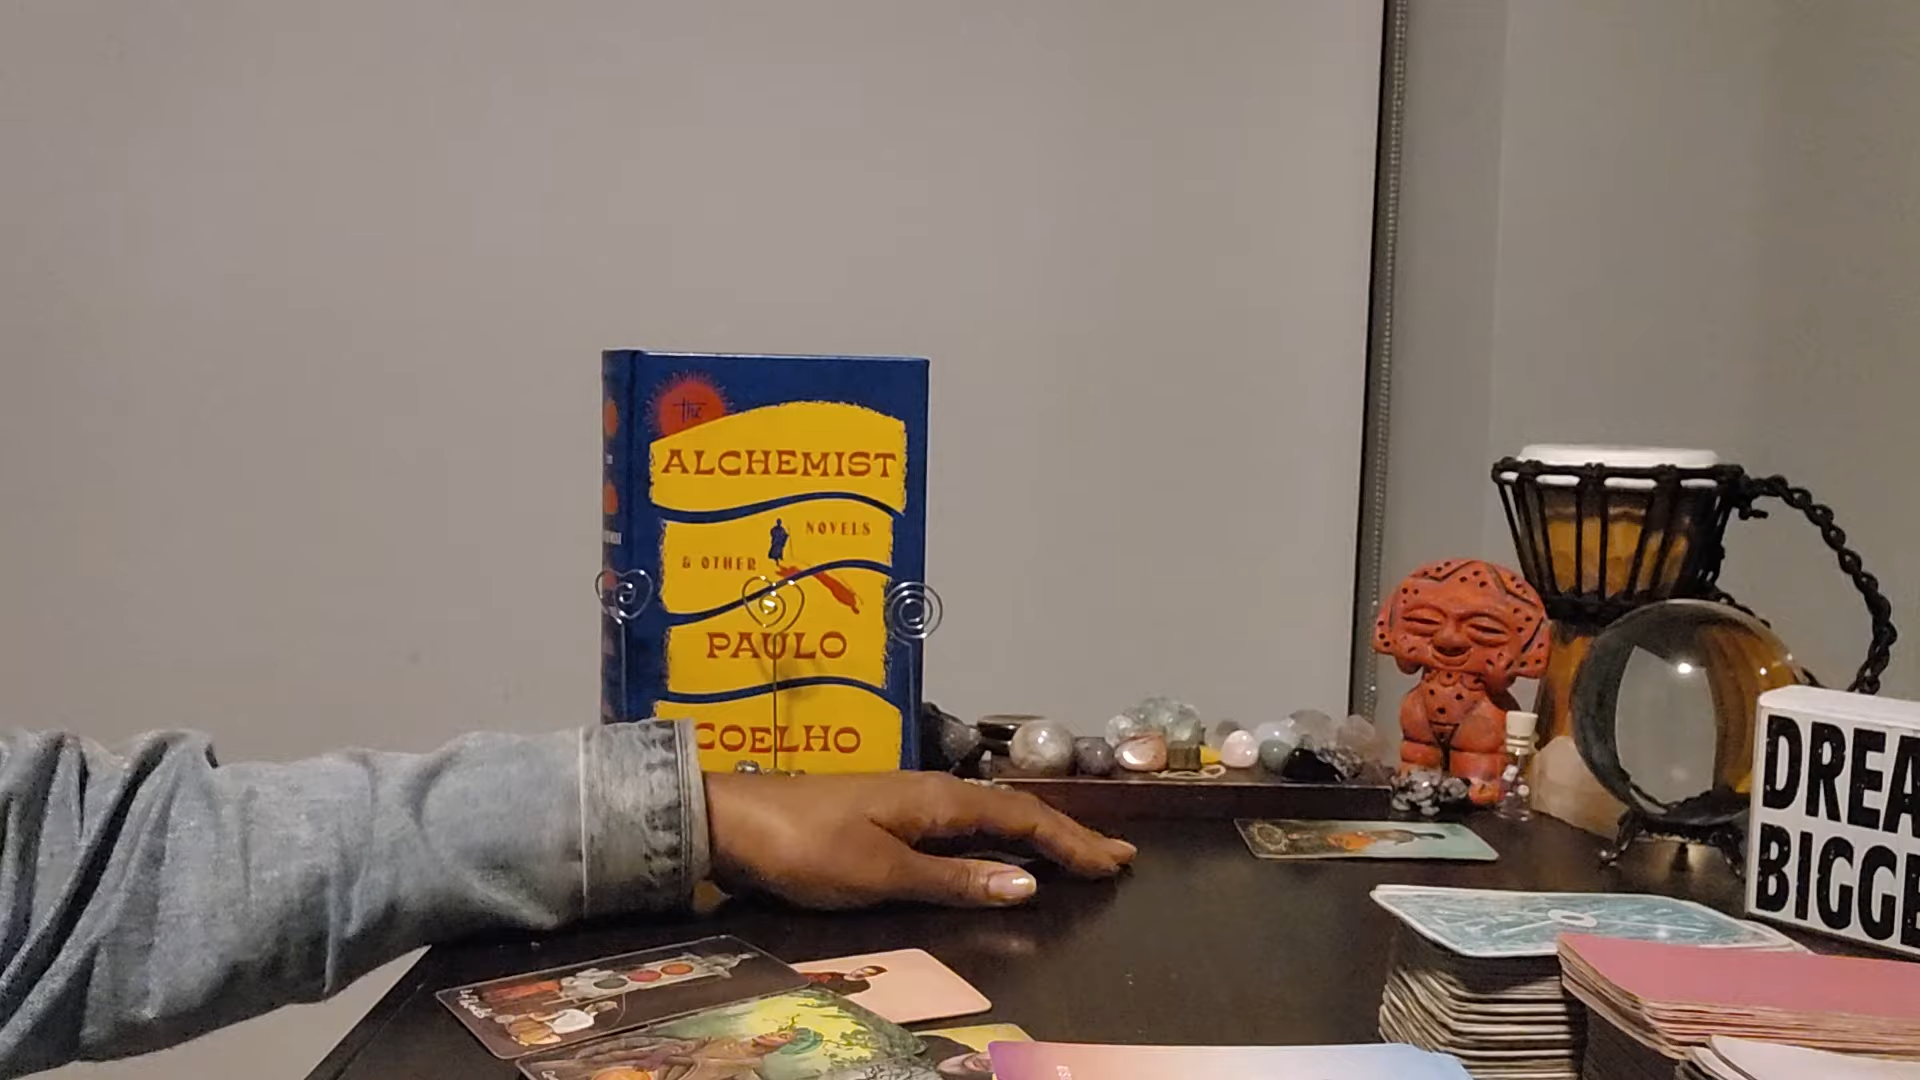 the
ALCHEMIST
NOVELS
& OTHER
PAULO
COELHO
DREA
BIGGE